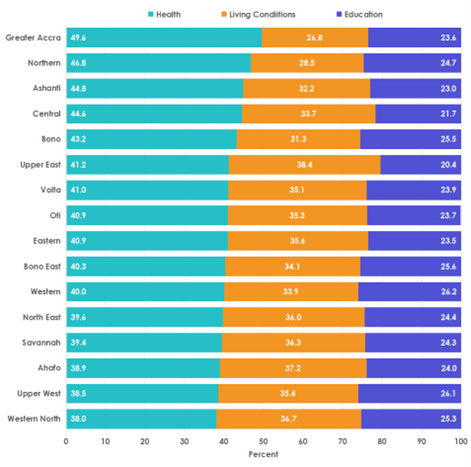 Health Living Condiitions Education
Greater Accra 49.6 26.8 23.6
Northern 46.8 28.5 24.7
Ashanti 44.8 32.2 23.0
Central 44.6 33.7 21.7
Bono 43.2 31.3 25.5
Upper East 41.2 38.4 20.4
Volta 41.0 35.1 23.9
Oti 40.9 35.3 23.7
Eastern 40.9 35.6 23.5
Bono East 40.3 34.1 25.6
Western 40.0 33.9 26.2
North East 39.6 36.0 24.4
Savannah 39.4 36.3 24.3
Ahafo 38.9 37.2 24.0
Upper West 38.5 35.4 26.1
Western North 38.0 36.7 25.3
0 10 20 30 40 50 60 70 80 90 100
Percent